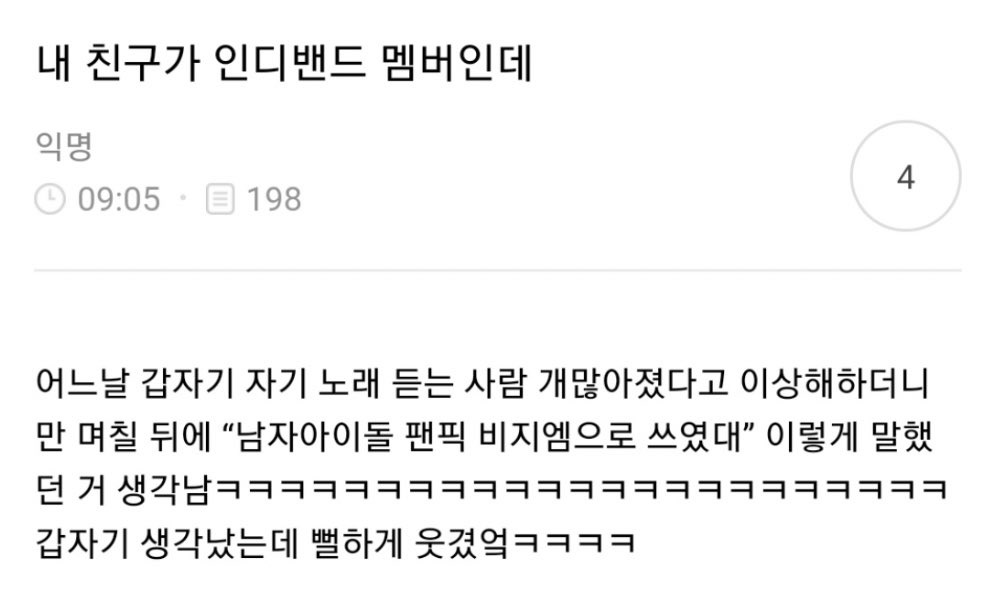 내 친구가 인디밴드 멤버인데
익명
09:05 · 198
4
어느날 갑자기 자기 노래 듣는 사람 개많아졌다고 이상해하더니
만 며칠 뒤에 “남자아이돌 팬픽 비지엠으로 쓰였대” 이렇게 말했
던 거 생각남ㅋㅋㅋㅋㅋㅋㅋㅋㅋㅋㅋㅋㅋㅋㅋㅋㅋㅋㅋㅋㅋㅋㅋ
갑자기 생각났는데 뻘하게 웃겼엌ㅋㅋㅋㅋ